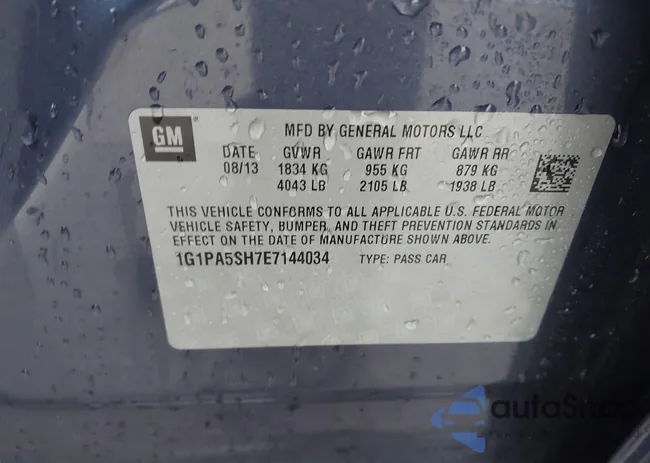 GM
MFD BY GENERAL MOTORS LLC
DATE GVWR GAWR FRT GAWR RR
08/13 1834 KG 955 KG 879 KG
4043 LB 2105 LB 1938 LB
THIS VEHICLE CONFORMS TO ALL APPLICABLE U.S. FEDERAL MOTOR
VEHICLE SAFETY, BUMPER, AND THEFT PREVENTION STANDARDS IN
EFFECT ON THE DATE OF MANUFACTURE SHOWN ABOVE.
1G1PA5SH7E7144034 TYPE: PASS CAR